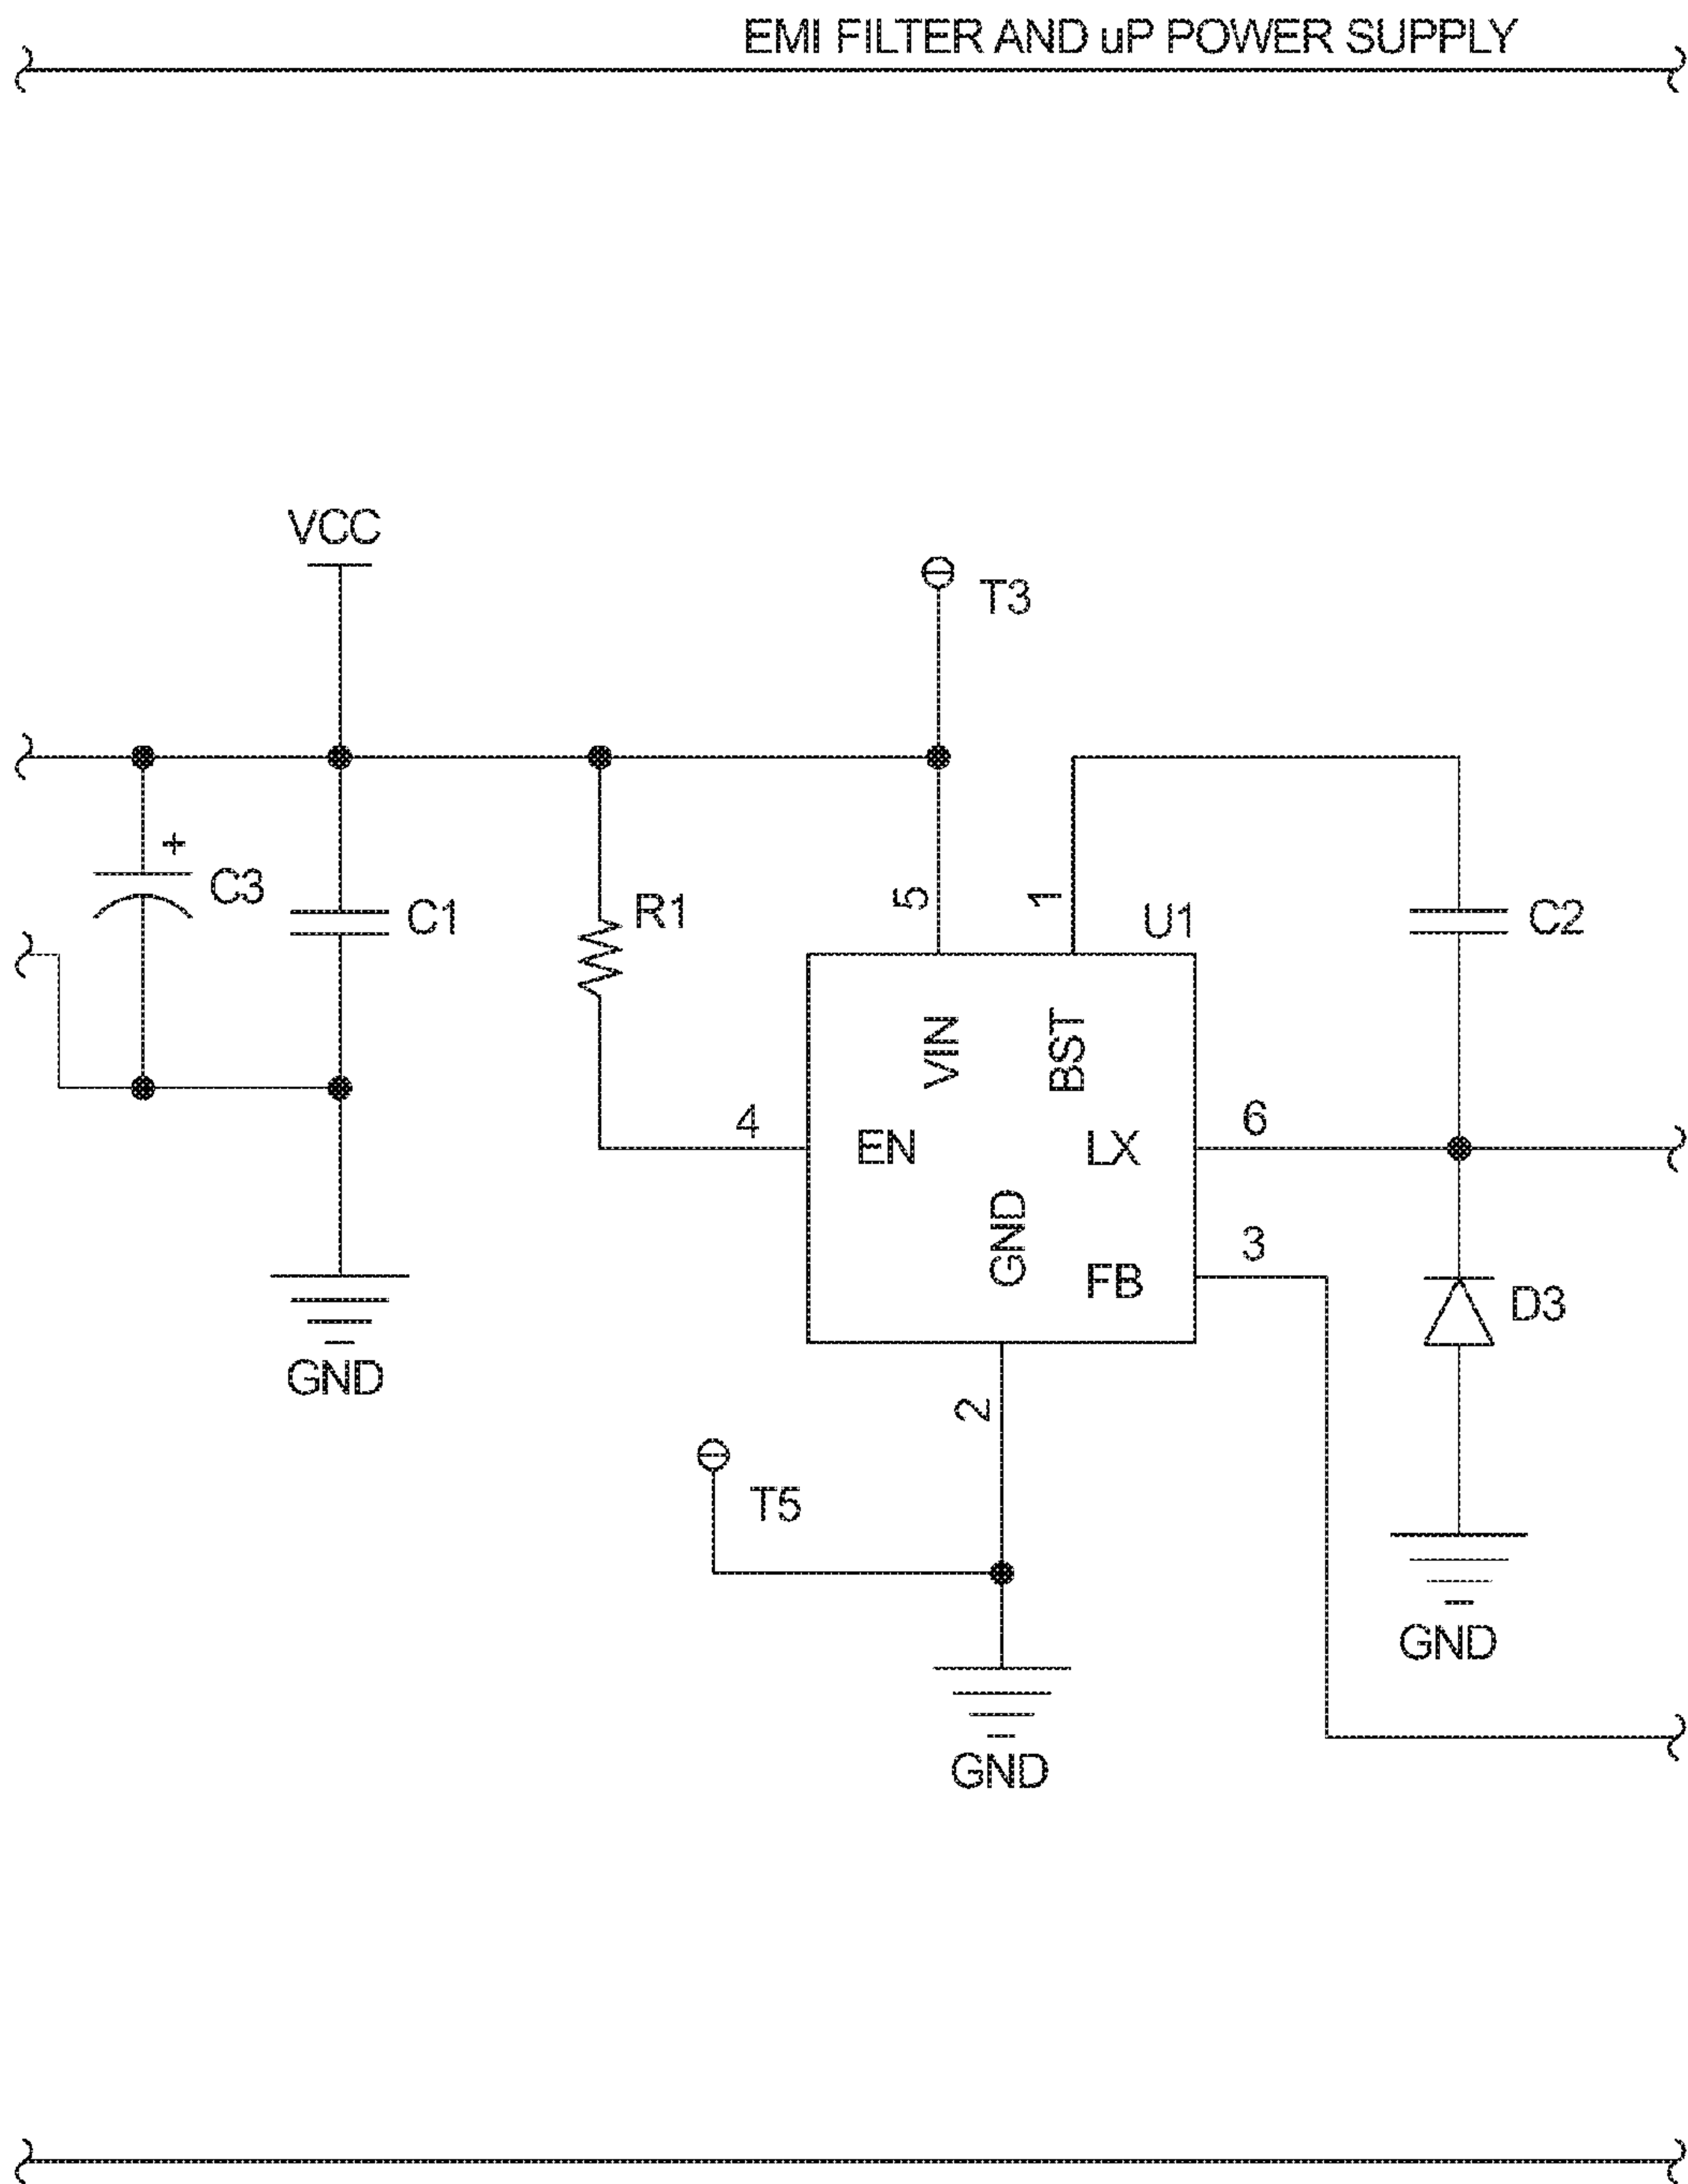 EMI FILTER AND uP POWER SUPPLY
VCC
T3
+
C3
C1
R1
5
1
U1
C2
VIN
BST
4
EN
LX
6
GND
FB
3
D3
GND
2
T5
GND
GND